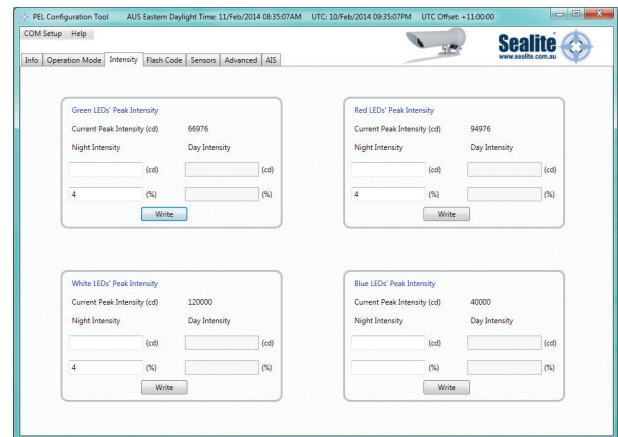 PEL Configuration Tool AUS Eastern Daylight Time: 11/Feb/2014 08:35:07AM UTC: 10/Feb/2014 09:35:07PM UTC Offset: +11:00:00
COM Setup Help
Sealite
www.sealite.com.au
Info Operation Mode Intensity Flash Code Sensors Advanced AIS
Green LEDs' Peak Intensity
Current Peak Intensity (cd) 66976
Night Intensity Day Intensity
(cd) (cd)
4 (%) (%)
Write
Red LEDs' Peak Intensity
Current Peak Intensity (cd) 94976
Night Intensity Day Intensity
(cd) (cd)
4 (%) (%)
Write
White LEDs' Peak Intensity
Current Peak Intensity (cd) 120000
Night Intensity Day Intensity
(cd) (cd)
4 (%) (%)
Write
Blue LEDs' Peak Intensity
Current Peak Intensity (cd) 40000
Night Intensity Day Intensity
(cd) (cd)
(%) (%)
Write